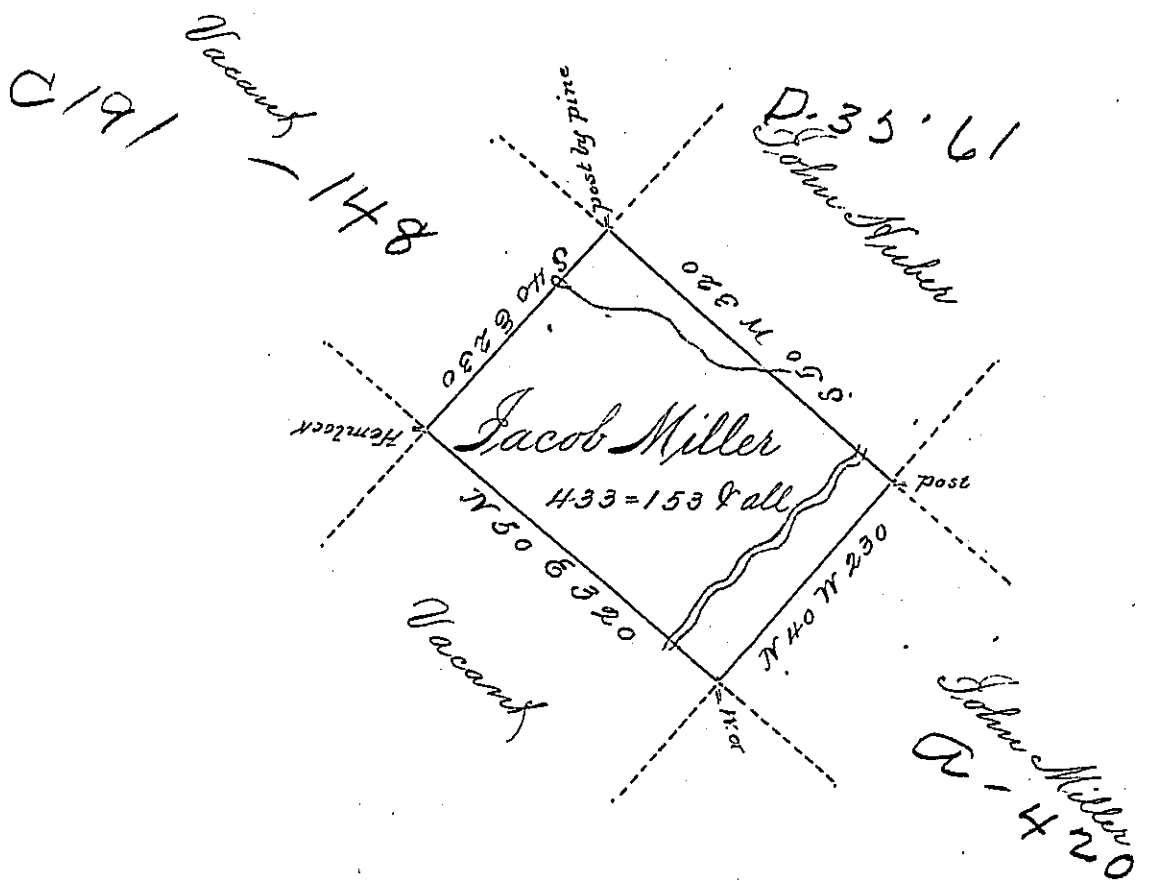 Vacant
C191
-148
post by pine
D.35.61
John Huber
S 40 E 230
S 50 W 320
Hemlock
Jacob Miller
433=153 & all
post
N 50 E 320
N 40 W 230
Vacant
W.o
John Miller
a-420